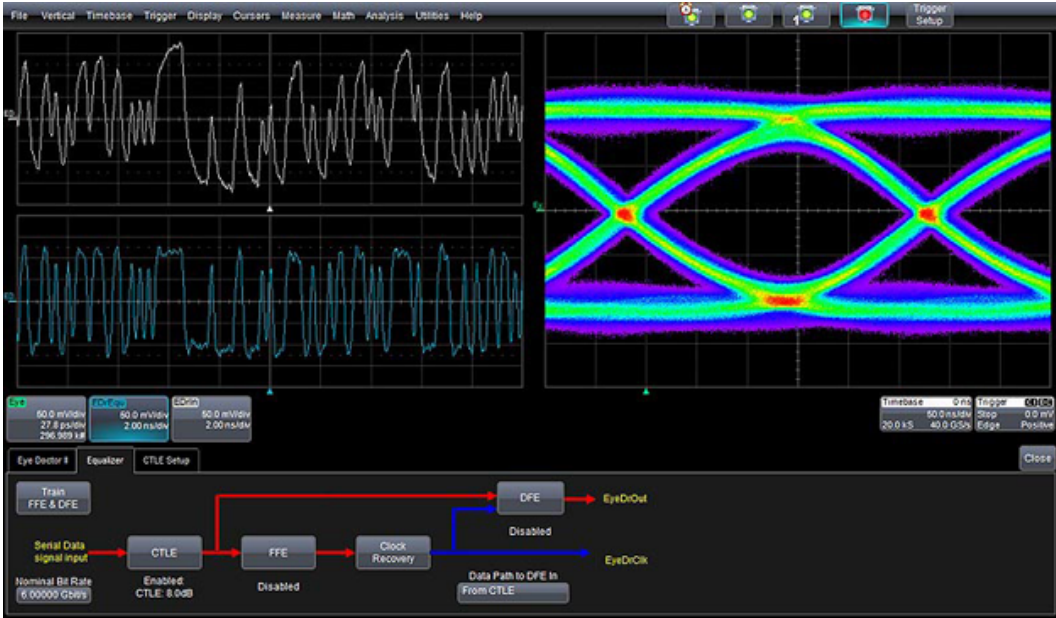 File Vertical Timebase Trigger Display Cursors Measure Math Analysis Utilities Help
1
Trigger
Setup
Eye
50.0 mV/div
27.8 ps/div
296.989 k#
EDrEqu
50.0 mV/div
2.00 ns/div
EDrIn
50.0 mV/div
2.00 ns/div
Timebase 0 ns
50.0 ns/div
20.0 kS 40.0 GS/s
Trigger C1 DC
Stop 0.0 mV
Edge Positive
Eye Doctor II Equalizer CTLE Setup
Close
Train
FFE & DFE
DFE
EyeDrOut
Disabled
Serial Data
signal input
CTLE
FFE
Clock
Recovery
EyeDrClk
Nominal Bit Rate
6.00000 Gbit/s
Enabled:
CTLE: 8.0dB
Disabled
Data Path to DFE In
From CTLE